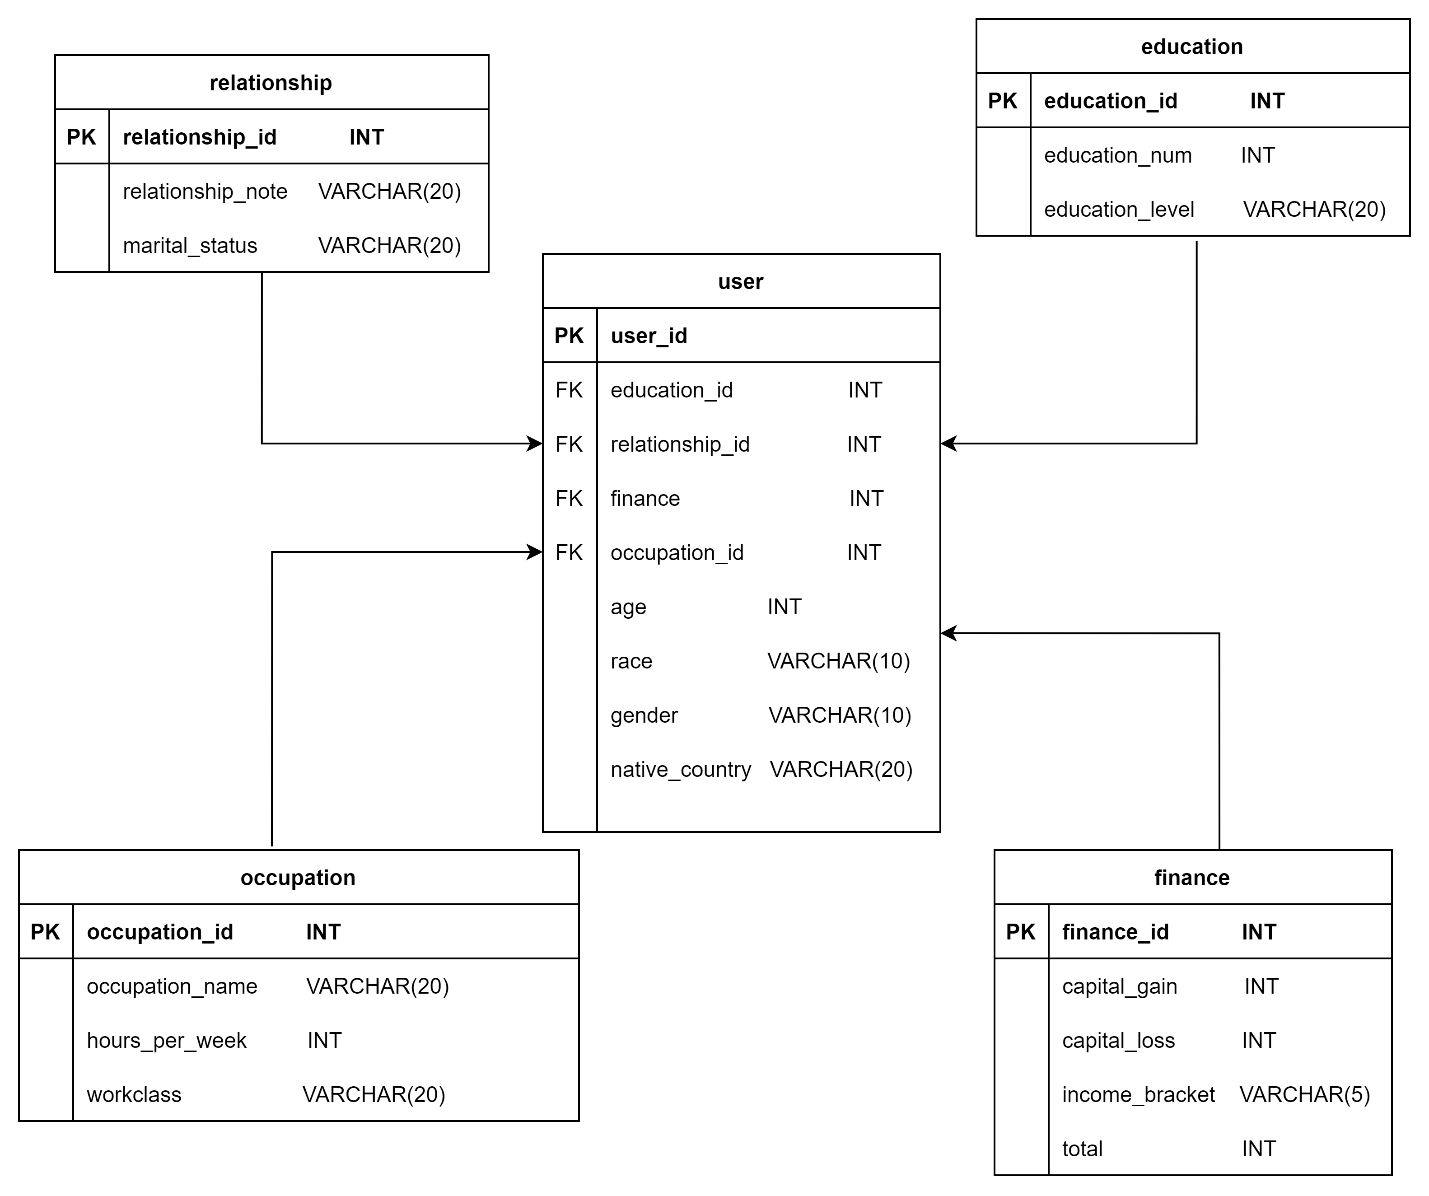 relationship
PK relationship_id INT
relationship_note VARCHAR(20)
marital_status VARCHAR(20)
education
PK education_id INT
education_num INT
education_level VARCHAR(20)
user
PK user_id
FK education_id INT
FK relationship_id INT
FK finance INT
FK occupation_id INT
age INT
race VARCHAR(10)
gender VARCHAR(10)
native_country VARCHAR(20)
occupation
PK occupation_id INT
occupation_name VARCHAR(20)
hours_per_week INT
workclass VARCHAR(20)
finance
PK finance_id INT
capital_gain INT
capital_loss INT
income_bracket VARCHAR(5)
total INT